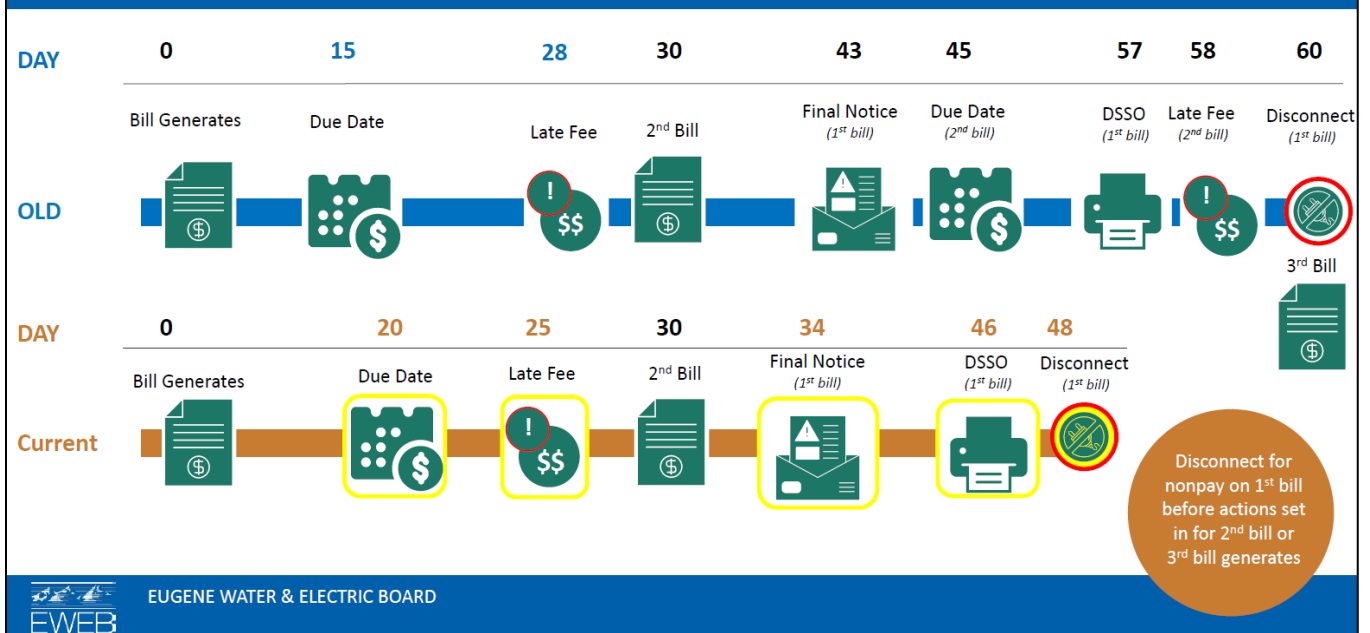 DAY 0 15 28 30 43 45 57 58 60
Bill Generates
Due Date
Late Fee
2nd Bill
Final Notice
(1st bill)
Due Date
(2nd bill)
DSSO
(1st bill)
Late Fee
(2nd bill)
Disconnect
(1st bill)
OLD
!
$
$
$$
$
$
!
$$
3rd Bill
$
DAY 0 20 25 30 34 46 48
Bill Generates
Due Date
Late Fee
2nd Bill
Final Notice
(1st bill)
DSSO
(1st bill)
Disconnect
(1st bill)
Current
$
$
!
$$
$
Disconnect for
nonpay on 1st bill
before actions set
in for 2nd bill or
3rd bill generates
EWEB
EUGENE WATER & ELECTRIC BOARD